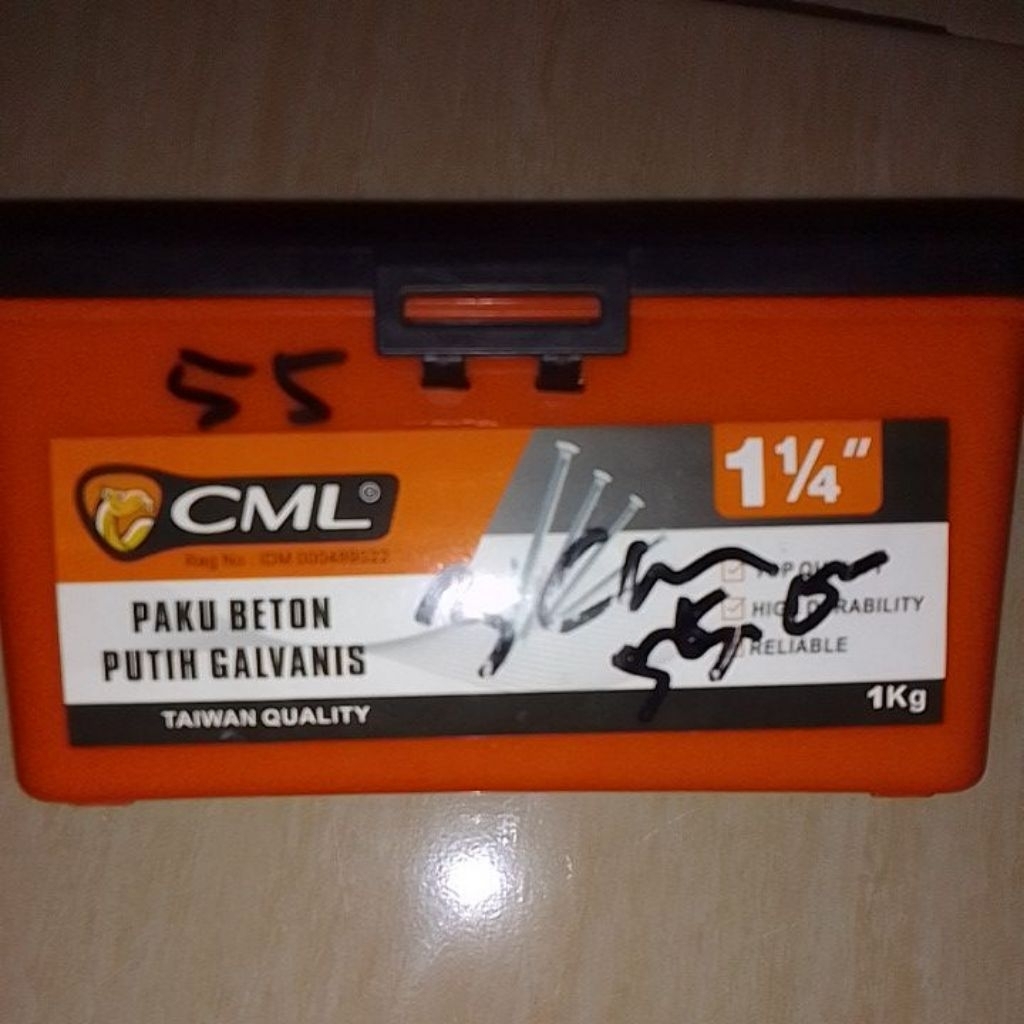 55
CML
PAKU BETON
PUTIH GALVANIS
TAIWAN QUALITY
1¼"
HIGH DURABILITY
RELIABLE
1Kg